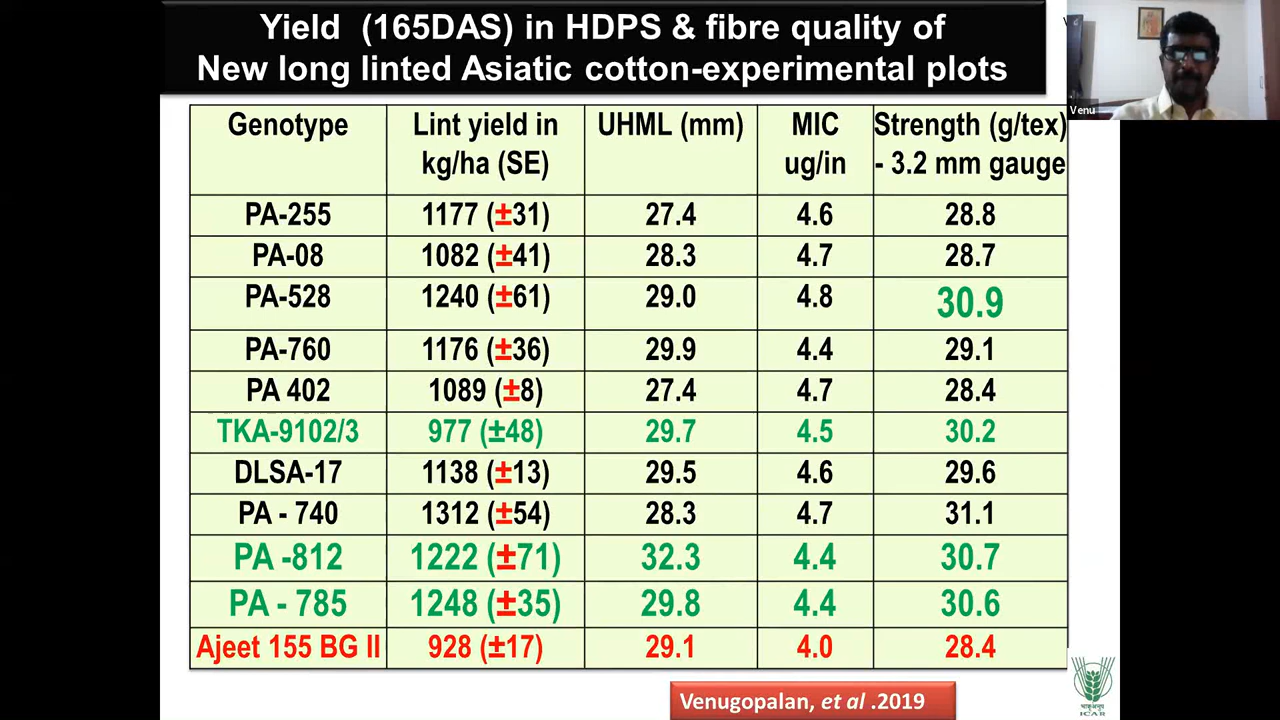 Yield (165DAS) in HDPS & fibre quality of
New long linted Asiatic cotton-experimental plots
Venu
Genotype Lint yield in kg/ha (SE) UHML (mm) MIC ug/in Strength (g/tex) - 3.2 mm gauge
PA-255 1177 (±31) 27.4 4.6 28.8
PA-08 1082 (±41) 28.3 4.7 28.7
PA-528 1240 (±61) 29.0 4.8 30.9
PA-760 1176 (±36) 29.9 4.4 29.1
PA 402 1089 (±8) 27.4 4.7 28.4
TKA-9102/3 977 (±48) 29.7 4.5 30.2
DLSA-17 1138 (±13) 29.5 4.6 29.6
PA - 740 1312 (±54) 28.3 4.7 31.1
PA -812 1222 (±71) 32.3 4.4 30.7
PA - 785 1248 (±35) 29.8 4.4 30.6
Ajeet 155 BG II 928 (±17) 29.1 4.0 28.4
Venugopalan, et al .2019
ICAR